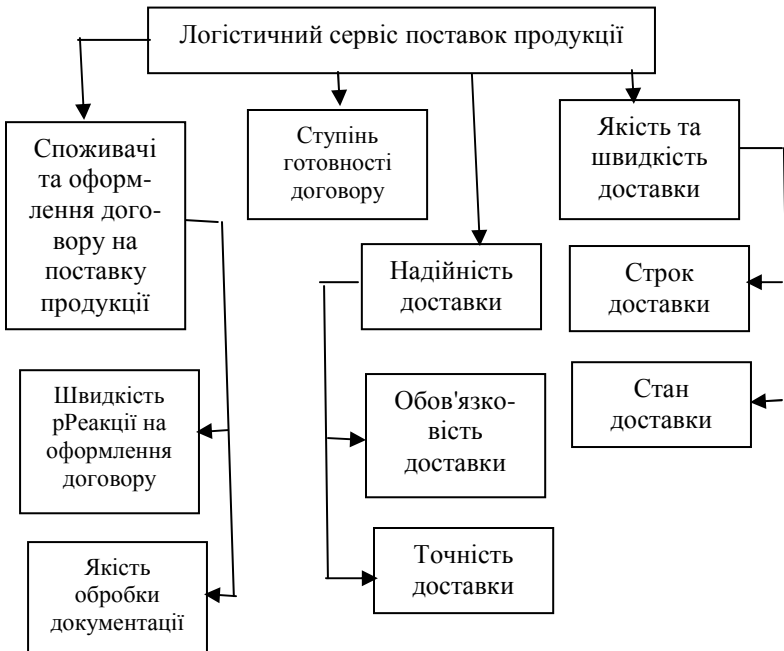 Логістичний сервіс поставок продукції
Споживачі
та оформ-
лення дого-
вору на
поставку
продукції
Ступінь
готовності
договору
Якість та
швидкість
доставки
Надійність
доставки
Строк
доставки
Швидкість
рРеакції на
оформлення
договору
Обов'язко-
вість
доставки
Стан
доставки
Якість
обробки
документації
Точність
доставки